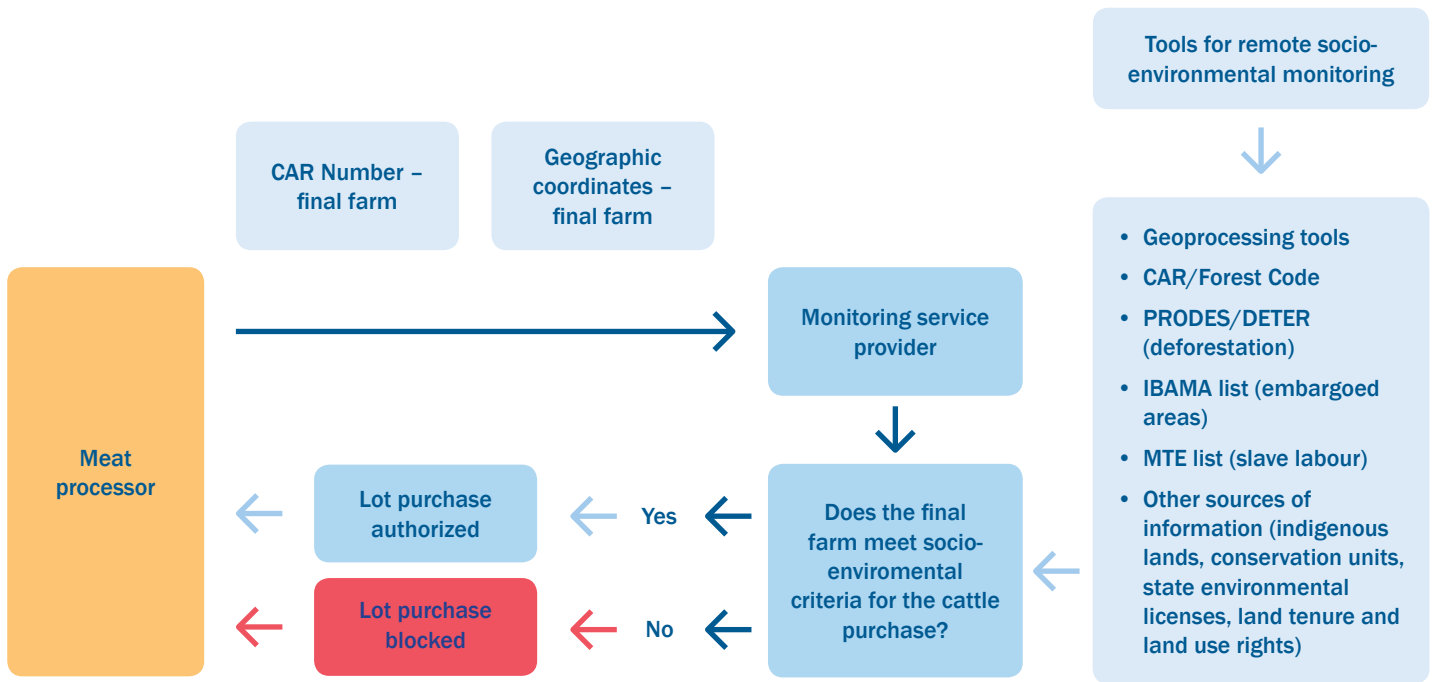 Tools for remote socio-
environmental monitoring
CAR Number –
final farm
Geographic
coordinates –
final farm
• Geoprocessing tools
• CAR/Forest Code
• PRODES/DETER
(deforestation)
• IBAMA list (embargoed
areas)
• MTE list (slave labour)
• Other sources of
information (indigenous
lands, conservation units,
state environmental
licenses, land tenure and
land use rights)
Monitoring service
provider
Meat
processor
Lot purchase
authorized
Yes
Does the final
farm meet socio-
enviromental
criteria for the cattle
purchase?
Lot purchase
blocked
No